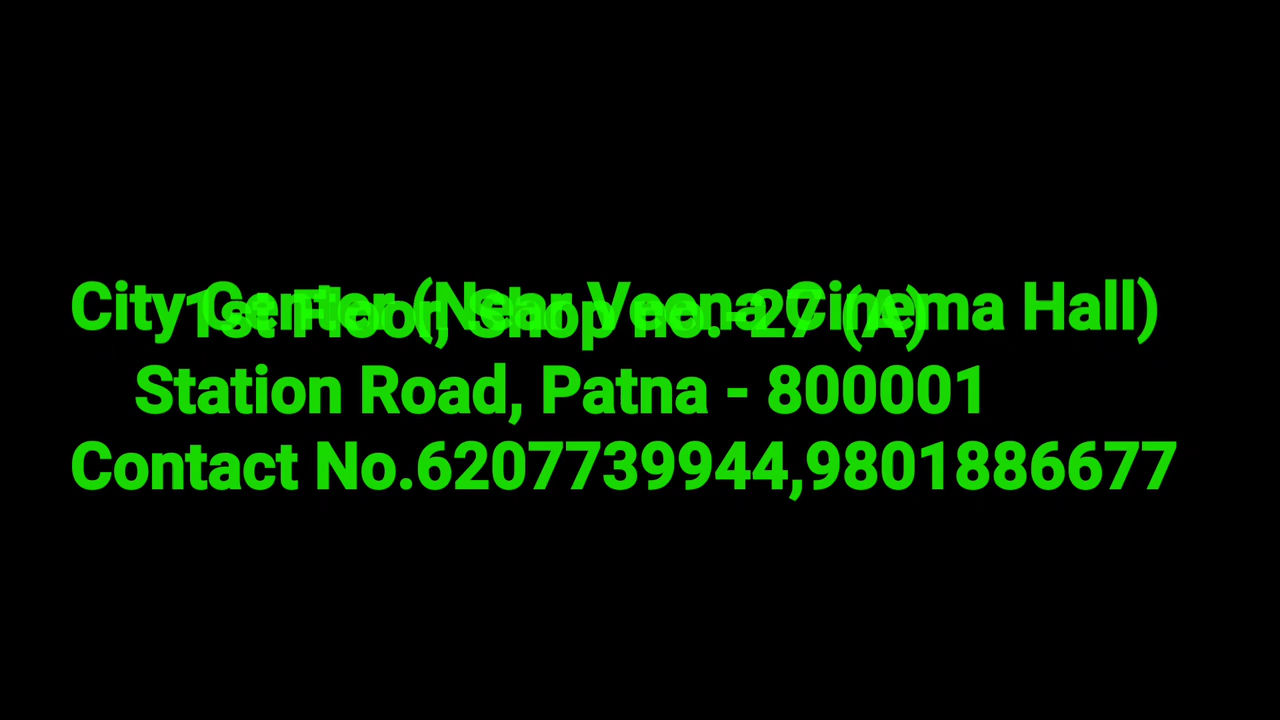 City Center (Near Veena Cinema Hall)
1st Floor, Shop no.-27 (A)
Station Road, Patna - 800001
Contact No.6207739944,9801886677